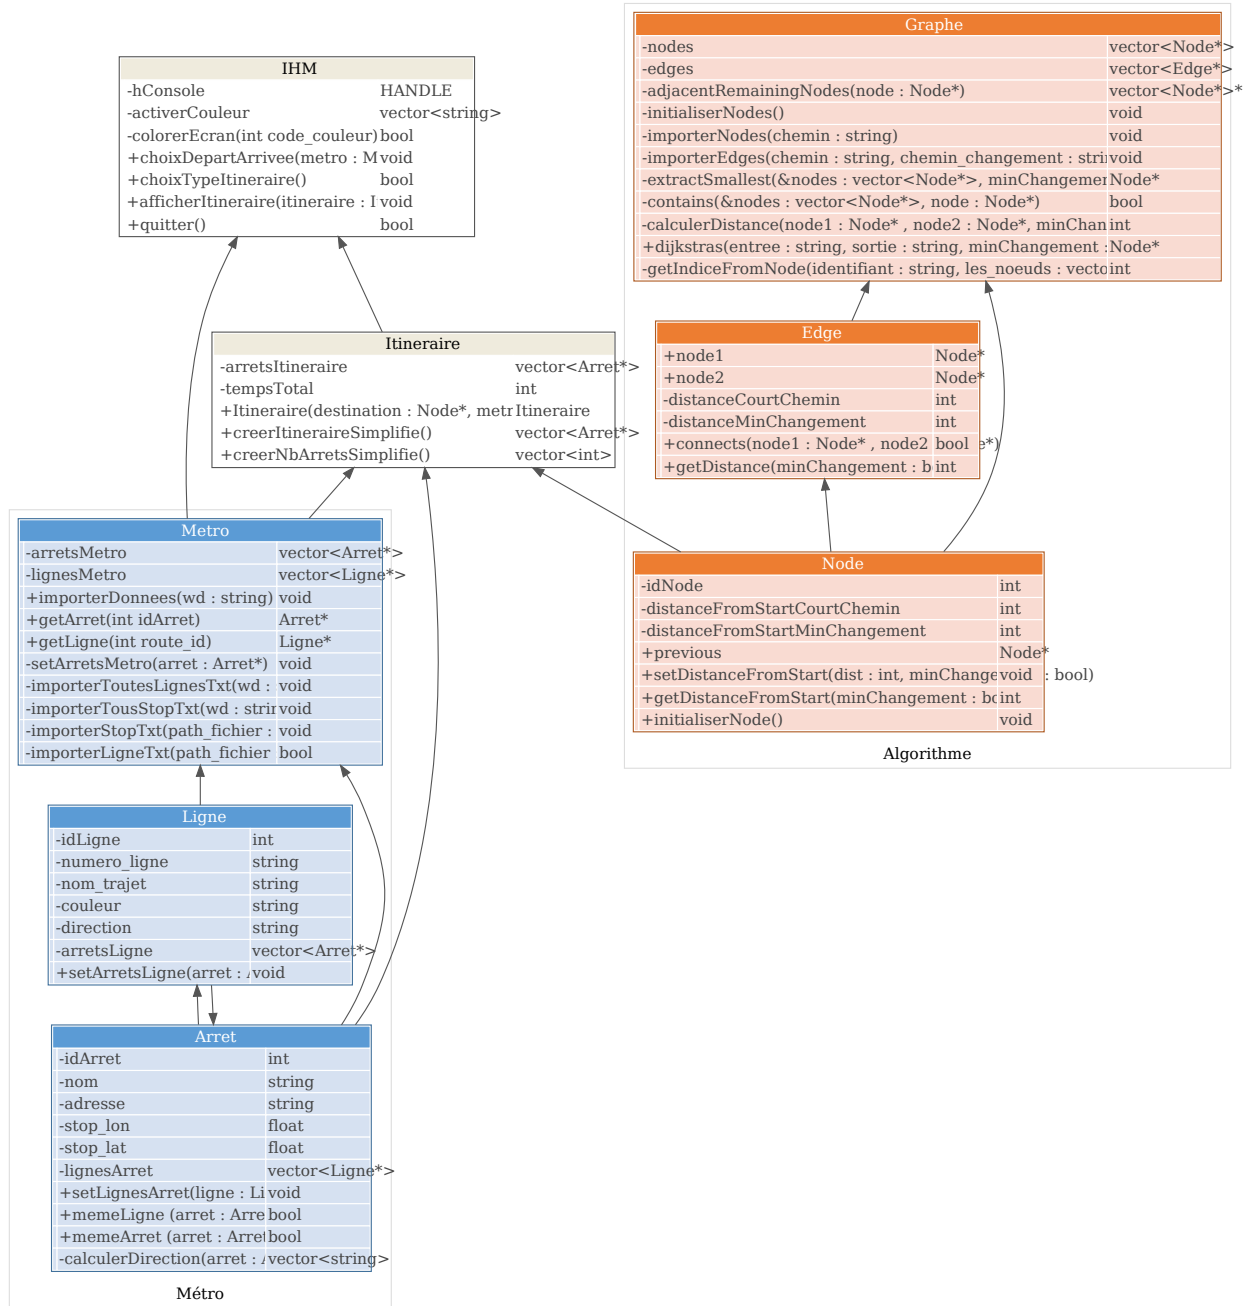 IHM
-hConsole HANDLE
-activerCouleur vector<string>
-colorerEcran(int code_couleur) bool
+choixDepartArrivee(metro : M void
+choixTypeItineraire() bool
+afficherItineraire(itineraire : I void
+quitter() bool
Graphe
-nodes vector<Node*>
-edges vector<Edge*>
-adjacentRemainingNodes(node : Node*) vector<Node*>*
-initialiserNodes() void
-importerNodes(chemin : string) void
-importerEdges(chemin : string, chemin_changement : stri void
-extractSmallest(&nodes : vector<Node*>, minChangemer Node*
-contains(&nodes : vector<Node*>, node : Node*) bool
-calculerDistance(node1 : Node* , node2 : Node*, minChan int
+dijkstras(entree : string, sortie : string, minChangement : Node*
-getIndiceFromNode(identifiant : string, les_noeuds : vecto int
Itineraire
-arretsItineraire vector<Arret*>
-tempsTotal int
+Itineraire(destination : Node*, metr Itineraire
+creerItineraireSimplifie() vector<Arret*>
+creerNbArretsSimplifie() vector<int>
Edge
+node1 Node*
+node2 Node*
-distanceCourtChemin int
-distanceMinChangement int
+connects(node1 : Node* , node2 bool e*)
+getDistance(minChangement : b int
Metro
-arretsMetro vector<Arret*>
-lignesMetro vector<Ligne*>
+importerDonnees(wd : string) void
+getArret(int idArret) Arret*
+getLigne(int route_id) Ligne*
-setArretsMetro(arret : Arret*) void
-importerToutesLignesTxt(wd : void
-importerTousStopTxt(wd : strin void
-importerStopTxt(path_fichier : void
-importerLigneTxt(path_fichier bool
Node
-idNode int
-distanceFromStartCourtChemin int
-distanceFromStartMinChangement int
+previous Node*
+setDistanceFromStart(dist : int, minChange void : bool)
+getDistanceFromStart(minChangement : bo int
+initialiserNode() void
Algorithme
Ligne
-idLigne int
-numero_ligne string
-nom_trajet string
-couleur string
-direction string
-arretsLigne vector<Arret*>
+setArretsLigne(arret : void
Arret
-idArret int
-nom string
-adresse string
-stop_lon float
-stop_lat float
-lignesArret vector<Ligne*>
+setLignesArret(ligne : Li void
+memeLigne (arret : Arre bool
+memeArret (arret : Arret bool
-calculerDirection(arret : vector<string>
Métro